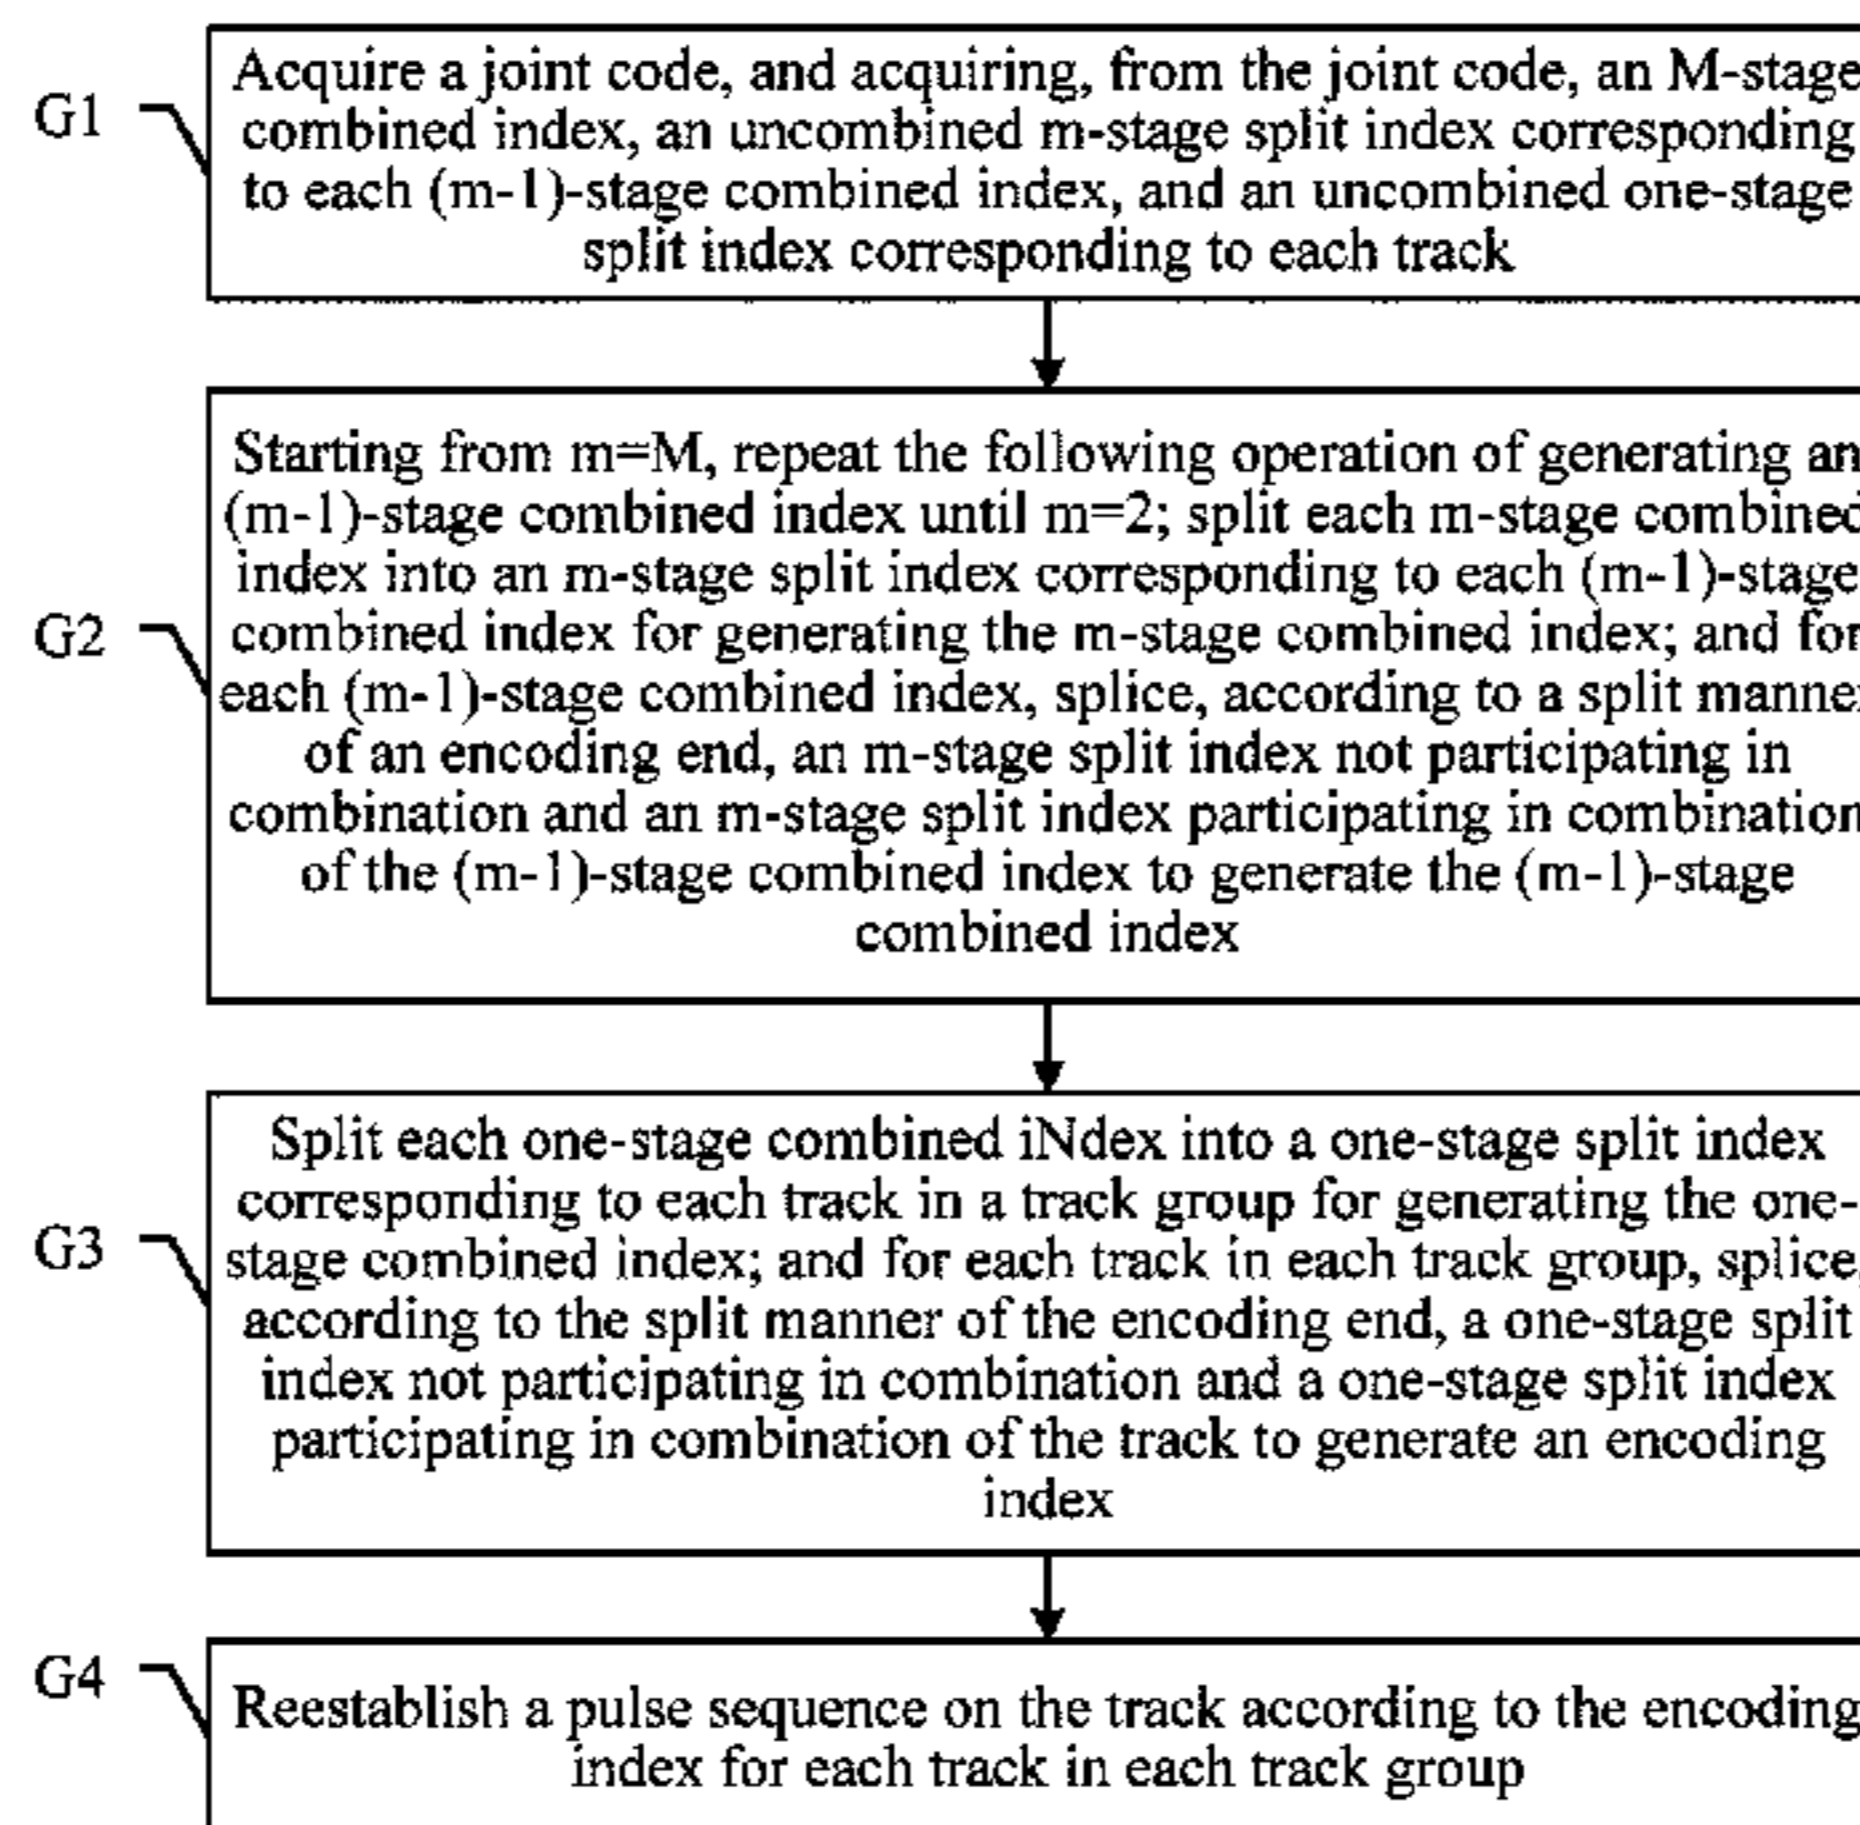 G1
Acquire a joint code, and acquiring, from the joint code, an M-stage
combined index, an uncombined m-stage split index corresponding
to each (m-1)-stage combined index, and an uncombined one-stage
split index corresponding to each track
G2
Starting from m=M, repeat the following operation of generating an
(m-1)-stage combined index until m=2; split each m-stage combined
index into an m-stage split index corresponding to each (m-1)-stage
combined index for generating the m-stage combined index; and for
each (m-1)-stage combined index, splice, according to a split manner
of an encoding end, an m-stage split index not participating in
combination and an m-stage split index participating in combination
of the (m-1)-stage combined index to generate the (m-1)-stage
combined index
G3
Split each one-stage combined iNdex into a one-stage split index
corresponding to each track in a track group for generating the one-
stage combined index; and for each track in each track group, splice,
according to the split manner of the encoding end, a one-stage split
index not participating in combination and a one-stage split index
participating in combination of the track to generate an encoding
index
G4
Reestablish a pulse sequence on the track according to the encoding
index for each track in each track group